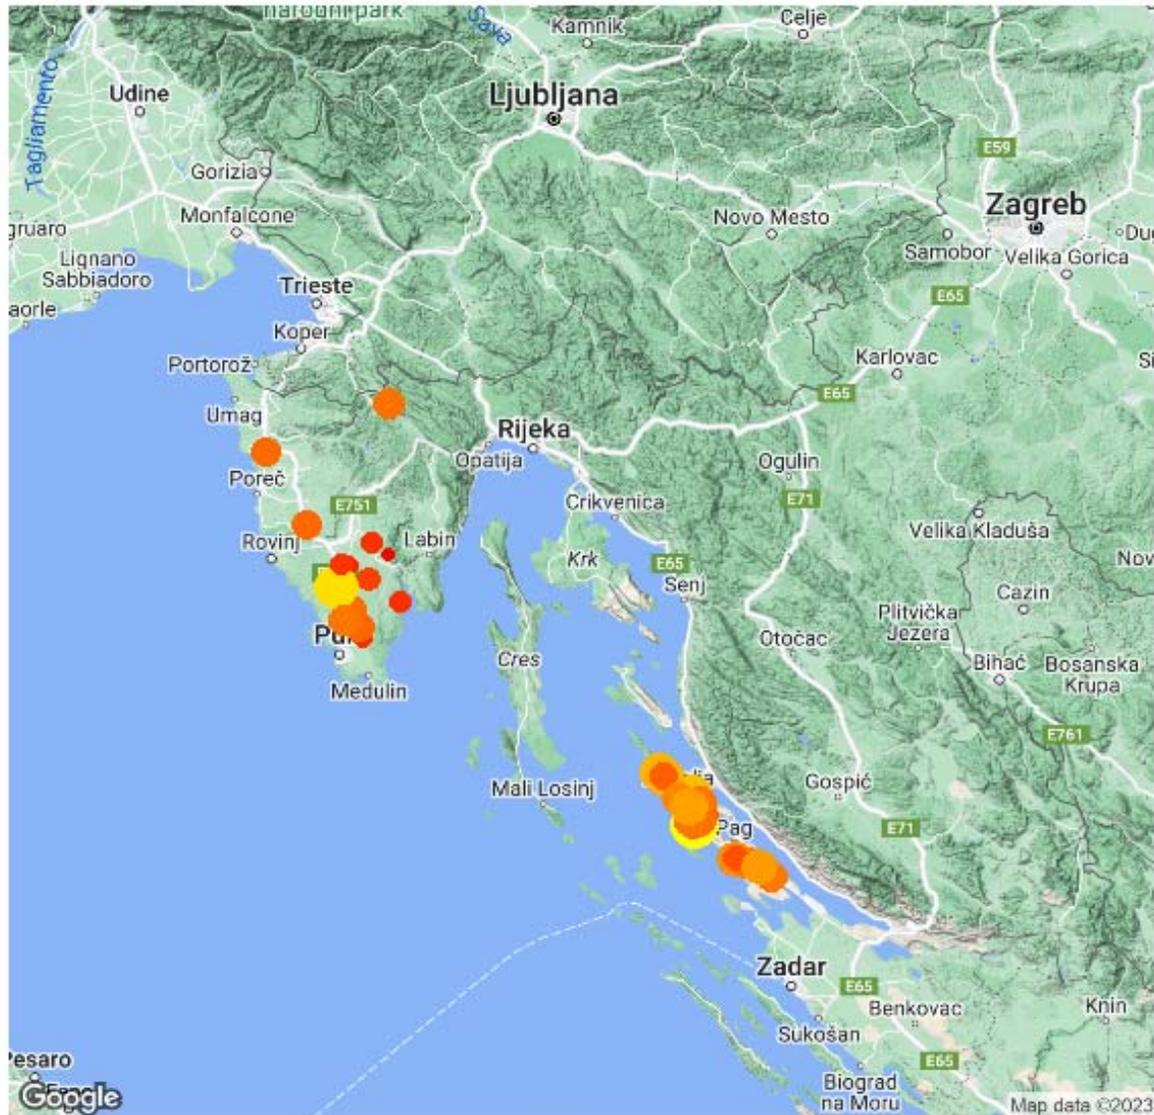 narodni park
Sava
Kamnik
Celje
Tagliamento
Udine
Ljubljana
E59
Gorizia
Monfalcone
Novo Mesto
Zagreb
Samobor
Velika Gorica
Lignano
Sabbiadoro
Trieste
E65
Koper
Portorož
Karlovac
Umag
E65
Rijeka
Opatija
Ogulin
Poreč
E751
Crikvenica
E71
Velika Kladuša
Rovinj
Labin
Krk
E65
Senj
Cazin
Plitvička
Jezera
Otočac
Bihać
Bosanska
Krupa
Cres
Medulin
E761
Mali Losinj
Gospić
Pag
E71
Zadar
E65
Benkovac
Knin
Sukošan
E65
Biograd
na Moru
Pesaro
Google
Map data ©2023